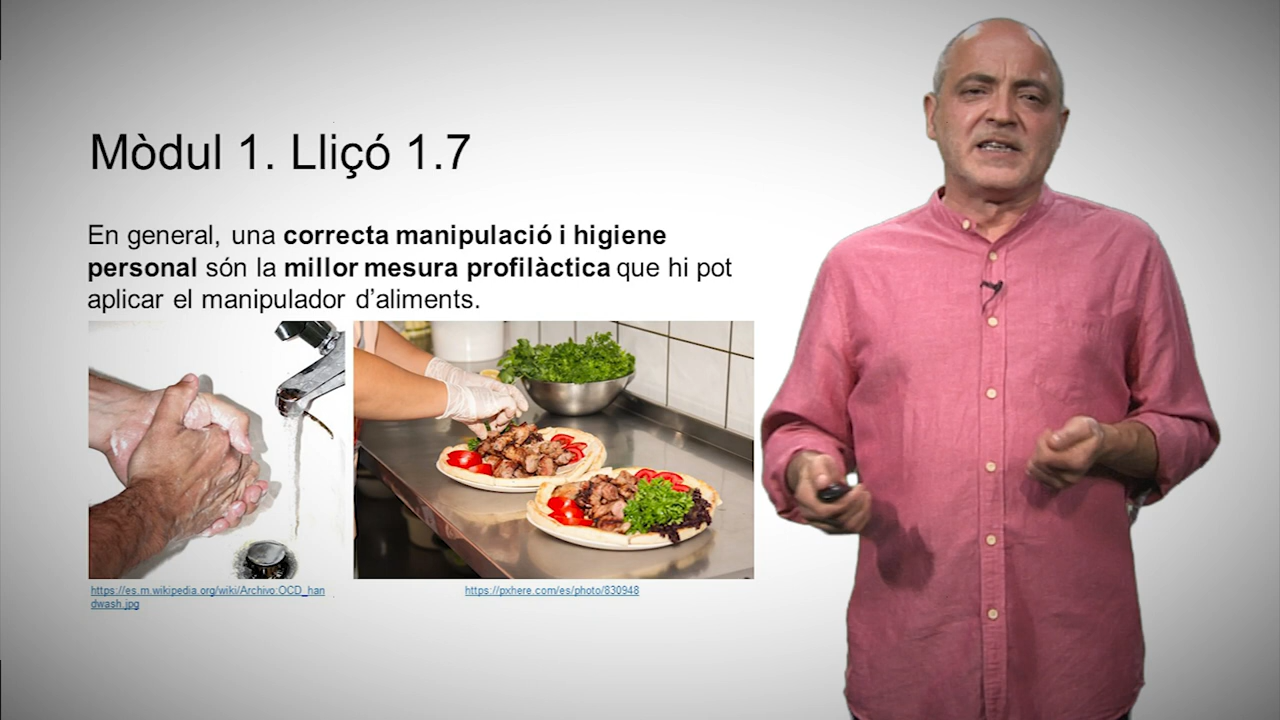 Mòdul 1. Lliçó 1.7
En general, una correcta manipulació i higiene
personal són la millor mesura profilàctica que hi pot
aplicar el manipulador d’aliments.
https://es.m.wikipedia.org/wiki/Archivo:OCD_han
dwash.jpg
https://pxhere.com/es/photo/830948